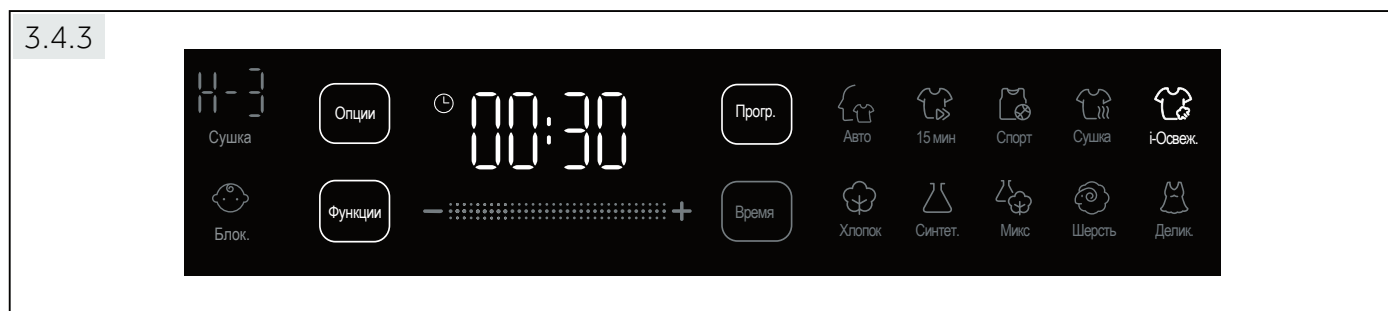 3.4.3
H-3
Сушка
Опции
00:30
Прогр.
Авто
15 мин
Спорт
Сушка
i-Освеж.
Блок.
Функции
Время
Хлопок
Синтет.
Микс
Шерсть
Делик.